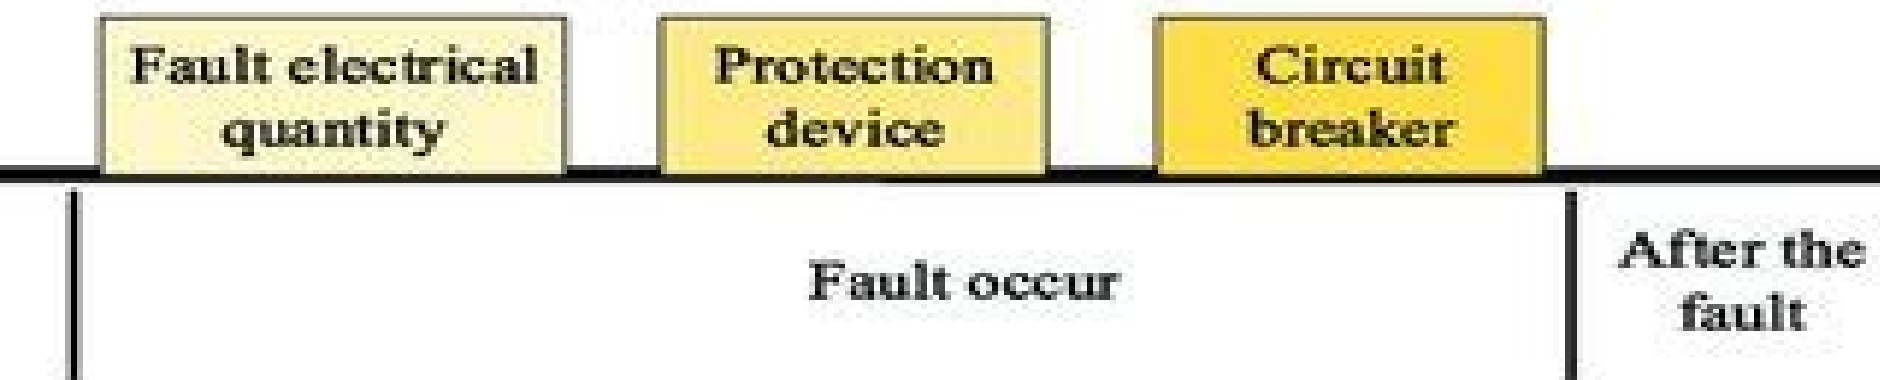 Fault electrical
quantity
Protection
device
Circuit
breaker
Fault occur
After the
fault